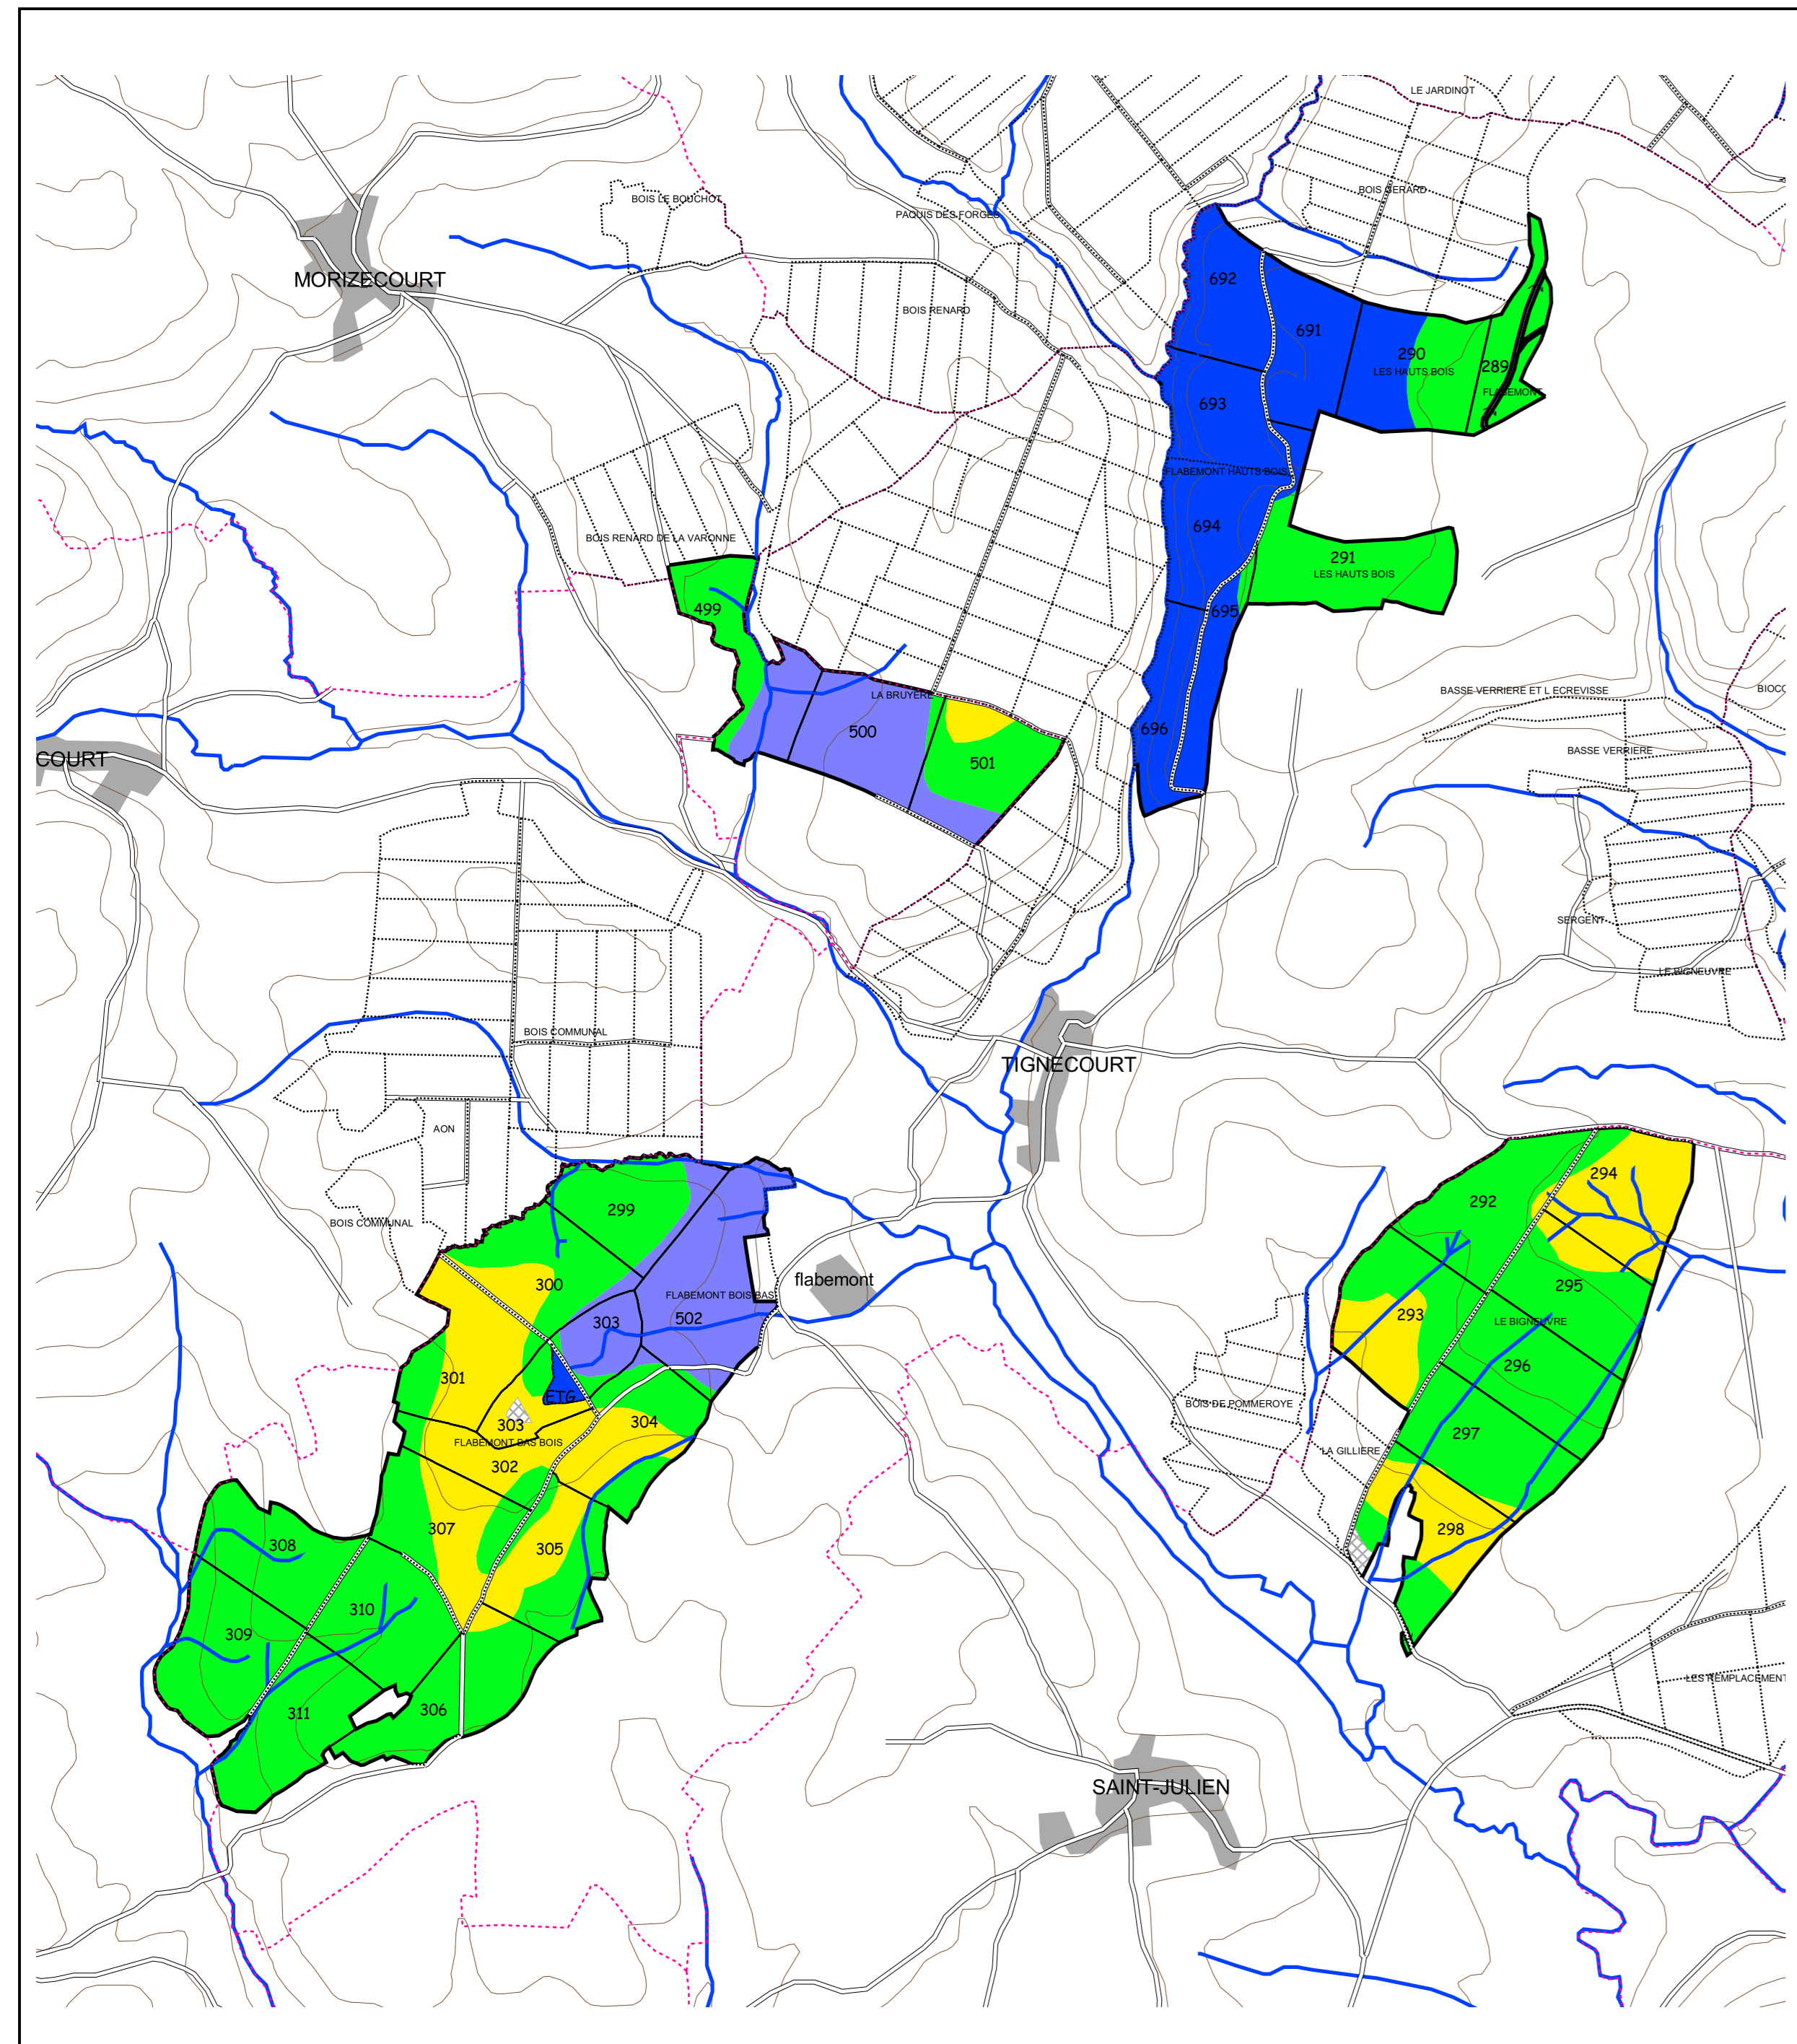 LE JARDINOT
BOIS GERARD
BOIS LE BOUCHOT
PAQUIS DES FORGES
MORIZECOURT
692
BOIS RENARD
691
290
LES HAUTS BOIS
289
FLABEMONT
693
FLABEMONT HAUTS BOIS
694
BOIS RENARD DE LA VARONNE
291
LES HAUTS BOIS
499
695
BASSE VERRIERE ET L ECREVISSE
BIOCO
LA BRUYERE
500
696
501
BASSE VERRIERE
COURT
SERGENT
LE BIGNEUVRE
BOIS COMMUNAL
TIGNECOURT
AON
294
292
299
BOIS COMMUNAL
300
flabemont
295
FLABEMONT BOIS BAS
303
502
293
LE BIGNEUVRE
296
301
ETG
BOIS DE POMMEROYE
303
304
297
FLABEMONT BAS BOIS
LA GILLIERE
302
307
298
308
305
310
309
LES REMPLACEMENT
306
311
SAINT-JULIEN